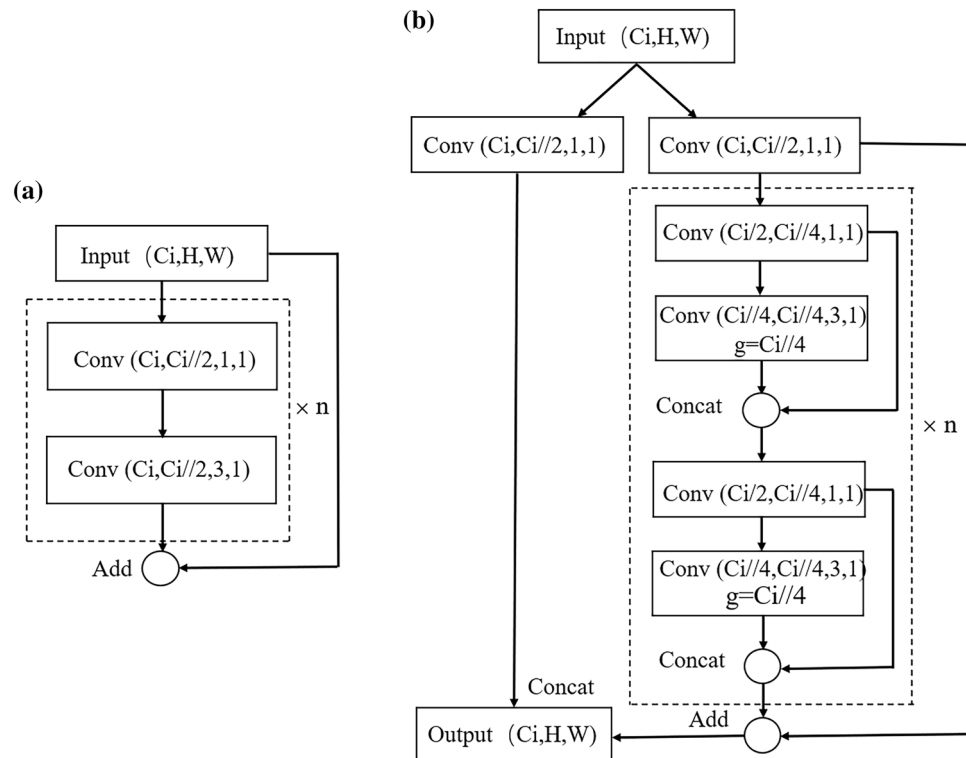 (a)
Input (Ci,H,W)
Conv (Ci,Ci//2,1,1)
× n
Conv (Ci,Ci//2,3,1)
Add
(b)
Input (Ci,H,W)
Conv (Ci,Ci//2,1,1)
Conv (Ci,Ci//2,1,1)
Conv (Ci/2,Ci//4,1,1)
Conv (Ci//4,Ci//4,3,1)
g=Ci//4
Concat
× n
Conv (Ci/2,Ci//4,1,1)
Conv (Ci//4,Ci//4,3,1)
g=Ci//4
Concat
Concat
Add
Output (Ci,H,W)